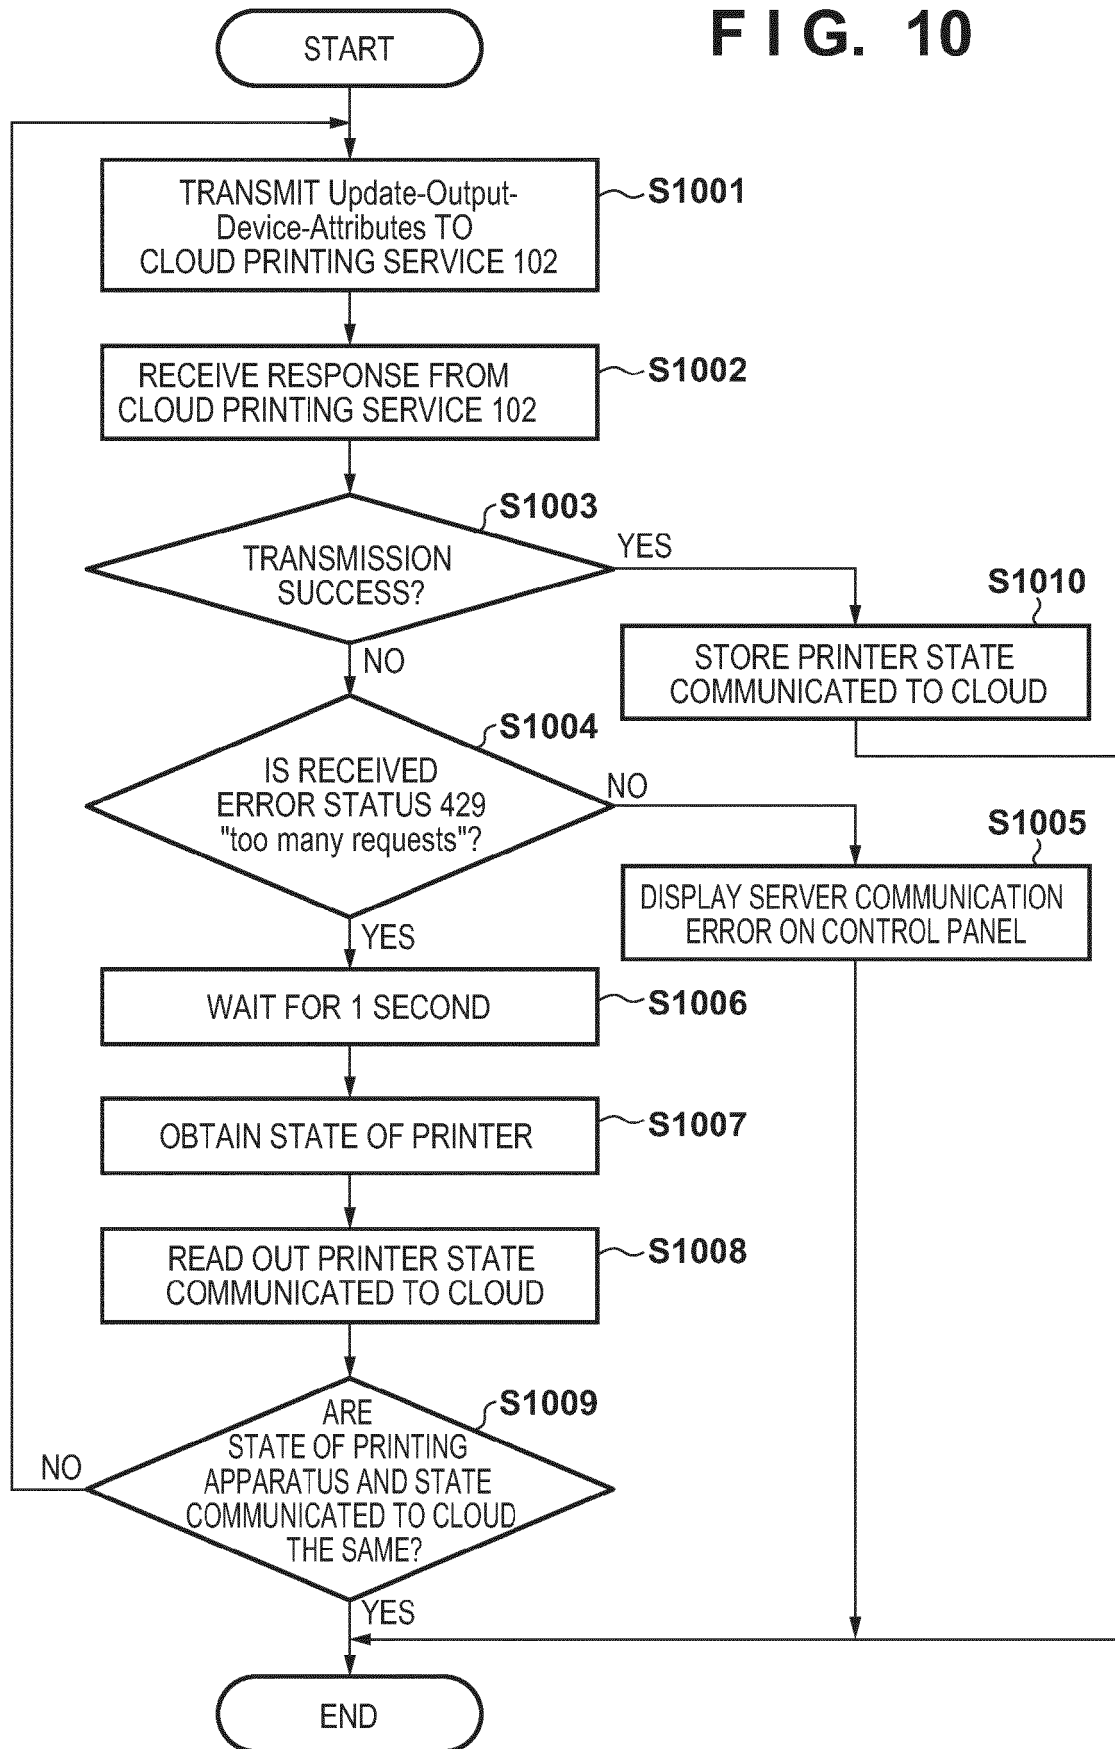 FIG. 10
START
TRANSMIT Update-Output-
Device-Attributes TO
CLOUD PRINTING SERVICE 102
S1001
RECEIVE RESPONSE FROM
CLOUD PRINTING SERVICE 102
S1002
S1003
TRANSMISSION
SUCCESS?
YES
NO
S1010
STORE PRINTER STATE
COMMUNICATED TO CLOUD
S1004
IS RECEIVED
ERROR STATUS 429
"too many requests"?
NO
YES
S1005
DISPLAY SERVER COMMUNICATION
ERROR ON CONTROL PANEL
WAIT FOR 1 SECOND
S1006
OBTAIN STATE OF PRINTER
S1007
READ OUT PRINTER STATE
COMMUNICATED TO CLOUD
S1008
S1009
ARE
STATE OF PRINTING
APPARATUS AND STATE
COMMUNICATED TO CLOUD
THE SAME?
NO
YES
END